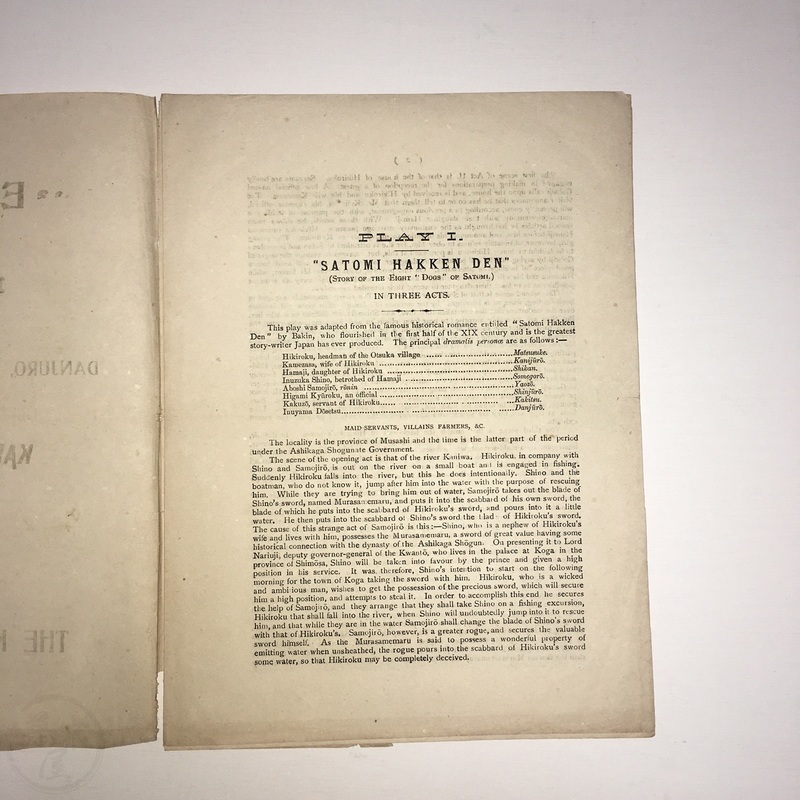 PLAY I.
"SATOMI HAKKEN DEN"
(Story of the Eight "Dogs" of Satomi.)
IN THREE ACTS.
This play was adapted from the famous historical romance entitled "Satomi Hakken
Den" by Bakin, who flourished in the first half of the XIX century and is the greatest
story-writer Japan has ever produced. The principal dramatis personæ are as follows :—
Hikiroku, headman of the Otsuka village ........ Matsusuke.
Kamezasa, wife of Hikiroku ........ Kanijūrō.
Hamaji, daughter of Hikiroku ........ Shikan.
Inuzuka Shino, betrothed of Hamaji ........ Somegorō.
Aboshi Samojirō, rōnin ........ Yaozō.
Higami Kyūroku, an official ........ Shinjūrō.
Kakuzō, servant of Hikiroku ........ Kakitsu.
Inuyama Dōsetsu ........ Danjūrō.
MAID-SERVANTS, VILLAINS FARMERS, &C.
The locality is the province of Musashi and the time is the latter part of the period
under the Ashikaga Shogunate Government.
The scene of the opening act is that of the river Kaniwa. Hikiroku, in company with
Shino and Samojirō, is out on the river on a small boat and is engaged in fishing.
Suddenly Hikiroku falls into the river, but this he does intentionally. Shino and the
boatman, who do not know it, jump after him into the water with the purpose of rescuing
him. While they are trying to bring him out of water, Samojirō takes out the blade of
Shino's sword, named Murasamemaru, and puts it into the scabbard of his own sword, the
blade of which he puts into the scabbard of Hikiroku's sword, and pours into it a little
water. He then puts into the scabbard of Shino's sword the blade of Hikiroku's sword.
The cause of this strange act of Samojirō is this :—Shino, who is a nephew of Hikiroku's
wife and lives with him, possesses the Murasamemaru, a sword of great value having some
historical connection with the dynasty of the Ashikaga Shōgun. On presenting it to Lord
Nariuji, deputy governor-general of the Kwantō, who lives in the palace at Koga in the
province of Shimōsa, Shino will be taken into favour by the prince and given a high
position in his service. It was, therefore, Shino's intention to start on the following
morning for the town of Koga taking the sword with him. Hikiroku, who is a wicked
and ambitious man, wishes to get the possession of the precious sword, which will secure
him a high position, and attempts to steal it. In order to accomplish this end he secures
the help of Samojirō, and they arrange that they shall take Shino on a fishing excursion,
Hikiroku that shall fall into the river, when Shino will undoubtedly jump into it to rescue
him, and that while they are in the water Samojirō shall change the blade of Shino's sword
with that of Hikiroku's. Samojirō, however, is a greater rogue, and secures the valuable
sword himself. As the Murasamemaru is said to possess a wonderful property of
emitting water when unsheathed, the rogue pours into the scabbard of Hikiroku's sword
some water, so that Hikiroku may be completely deceived.